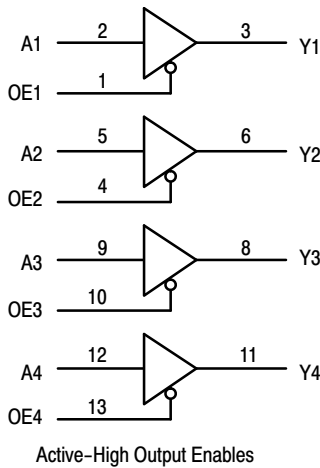 A1 2 3 Y1
OE1 1
A2 5 6 Y2
OE2 4
A3 9 8 Y3
OE3 10
A4 12 11 Y4
OE4 13
Active–High Output Enables